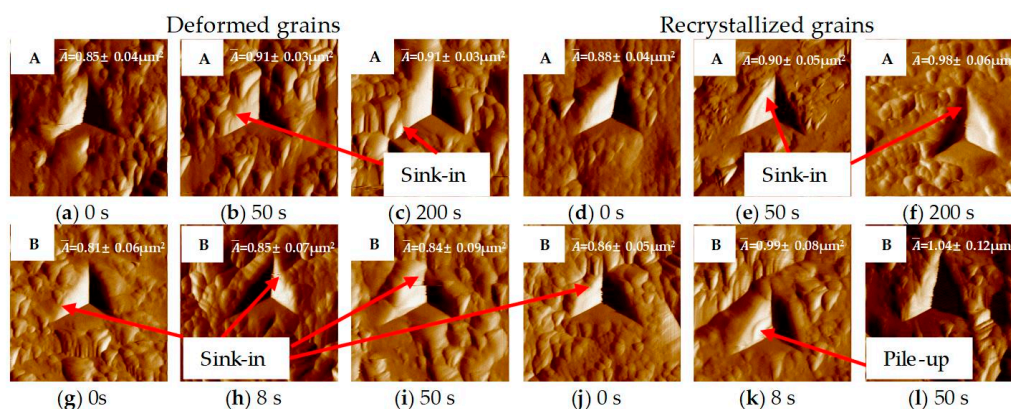 Deformed grains Recrystallized grains
A A̅=0.85± 0.04μm² A A̅=0.91± 0.03μm² A A̅=0.91± 0.03μm² A A̅=0.88± 0.04μm² A A̅=0.90± 0.05μm² A A̅=0.98± 0.06μm²
Sink-in Sink-in
(a) 0 s (b) 50 s (c) 200 s (d) 0 s (e) 50 s (f) 200 s
B A̅=0.81± 0.06μm² B A̅=0.85± 0.07μm² B A̅=0.84± 0.09μm² B A̅=0.86± 0.05μm² B A̅=0.99± 0.08μm² B A̅=1.04± 0.12μm²
Sink-in Pile-up
(g) 0s (h) 8 s (i) 50 s (j) 0 s (k) 8 s (l) 50 s